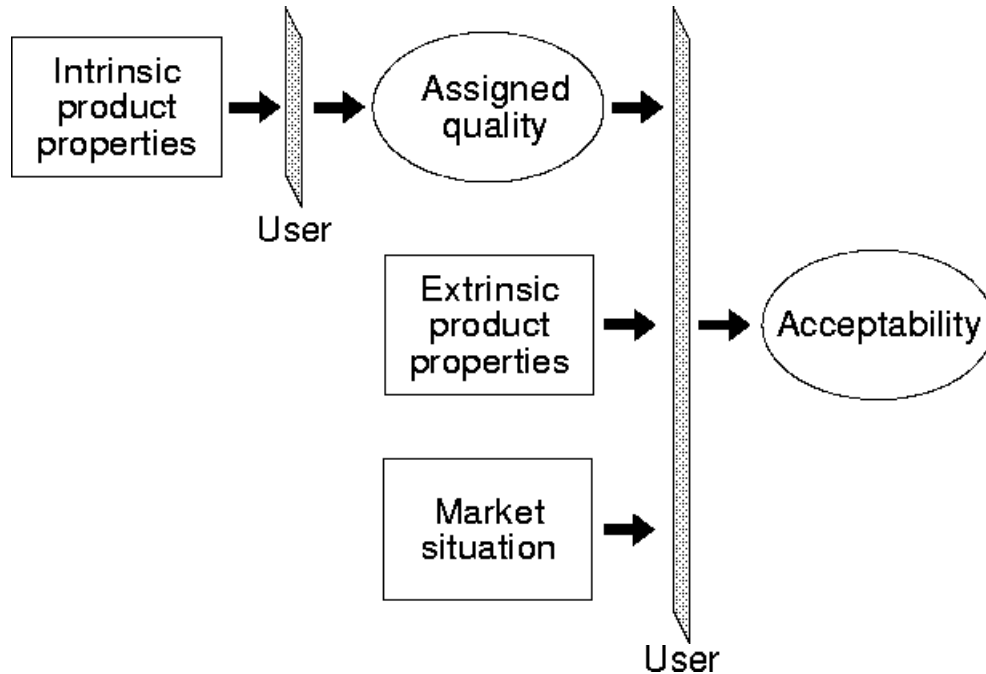 Intrinsic
product
properties
User
Assigned
quality
Extrinsic
product
properties
Market
situation
User
Acceptability